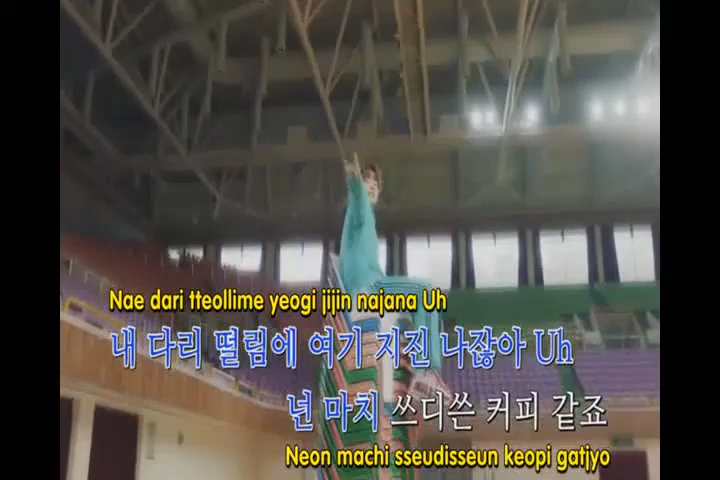 Nae dari tteollime yeogi jijin najana Uh
내 다리 떨림에 여기 지진 나잖아 Uh
넌 마치 쓰디쓴 커피 같죠
Neon machi sseudisseun keopi gatjyo